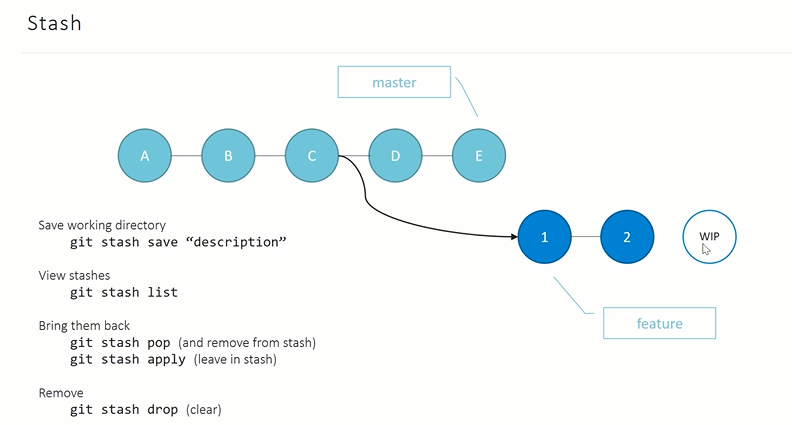 Stash
master
A B C D E
Save working directory
git stash save “description”
1 2 WIP
View stashes
git stash list
feature
Bring them back
git stash pop (and remove from stash)
git stash apply (leave in stash)
Remove
git stash drop (clear)